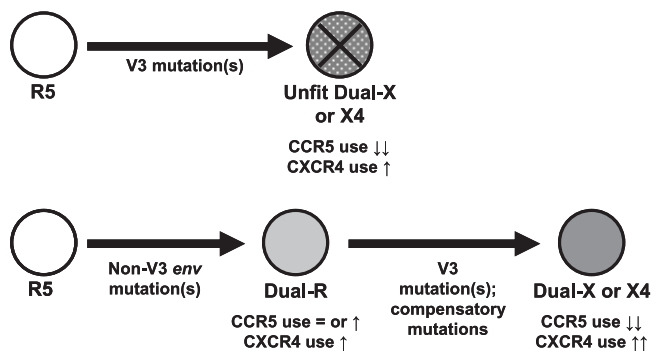 V3 mutation(s)
R5
Unfit Dual-X
or X4
CCR5 use ↓↓
CXCR4 use ↑
Non-V3 env
mutation(s)
V3
mutation(s);
compensatory
mutations
R5
Dual-R
Dual-X or X4
CCR5 use = or ↑
CXCR4 use ↑
CCR5 use ↓↓
CXCR4 use ↑↑